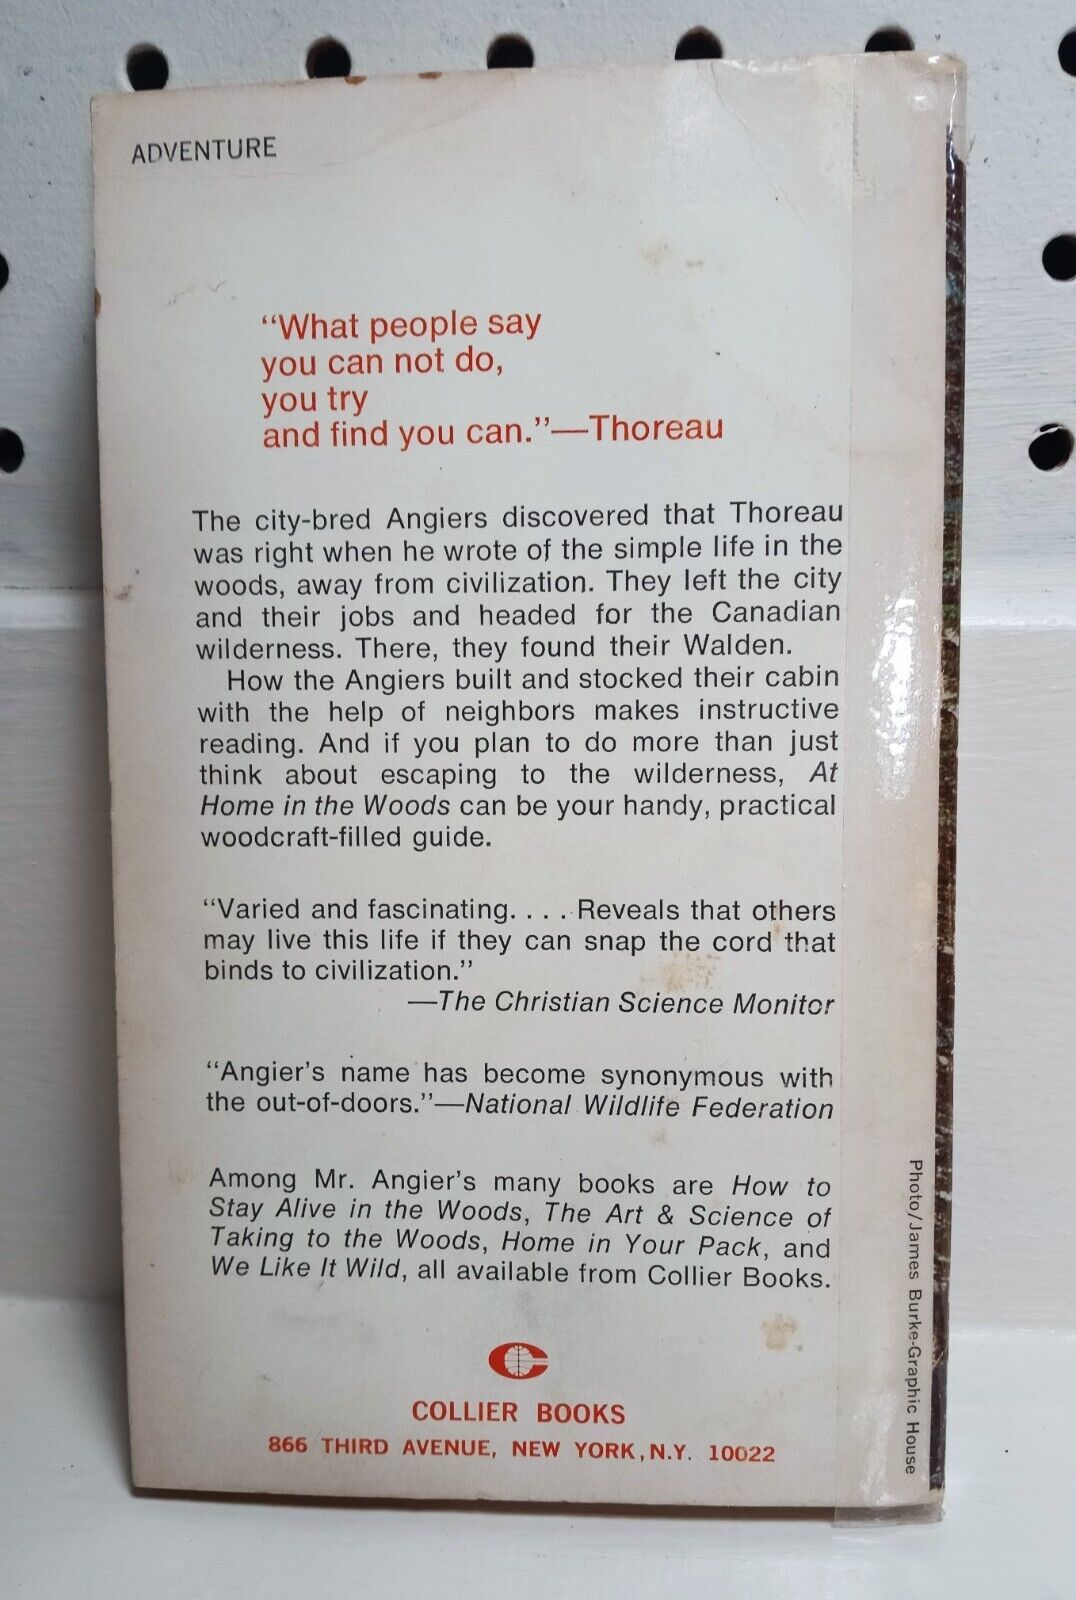 ADVENTURE
“What people say
you can not do,
you try
and find you can.”—Thoreau
The city-bred Angiers discovered that Thoreau
was right when he wrote of the simple life in the
woods, away from civilization. They left the city
and their jobs and headed for the Canadian
wilderness. There, they found their Walden.
How the Angiers built and stocked their cabin
with the help of neighbors makes instructive
reading. And if you plan to do more than just
think about escaping to the wilderness, At
Home in the Woods can be your handy, practical
woodcraft-filled guide.
“Varied and fascinating. . . . Reveals that others
may live this life if they can snap the cord that
binds to civilization.”
—The Christian Science Monitor
“Angier’s name has become synonymous with
the out-of-doors.”—National Wildlife Federation
Among Mr. Angier’s many books are How to
Stay Alive in the Woods, The Art & Science of
Taking to the Woods, Home in Your Pack, and
We Like It Wild, all available from Collier Books.
COLLIER BOOKS
866 THIRD AVENUE, NEW YORK, N.Y. 10022
Photo/James Burke-Graphic House